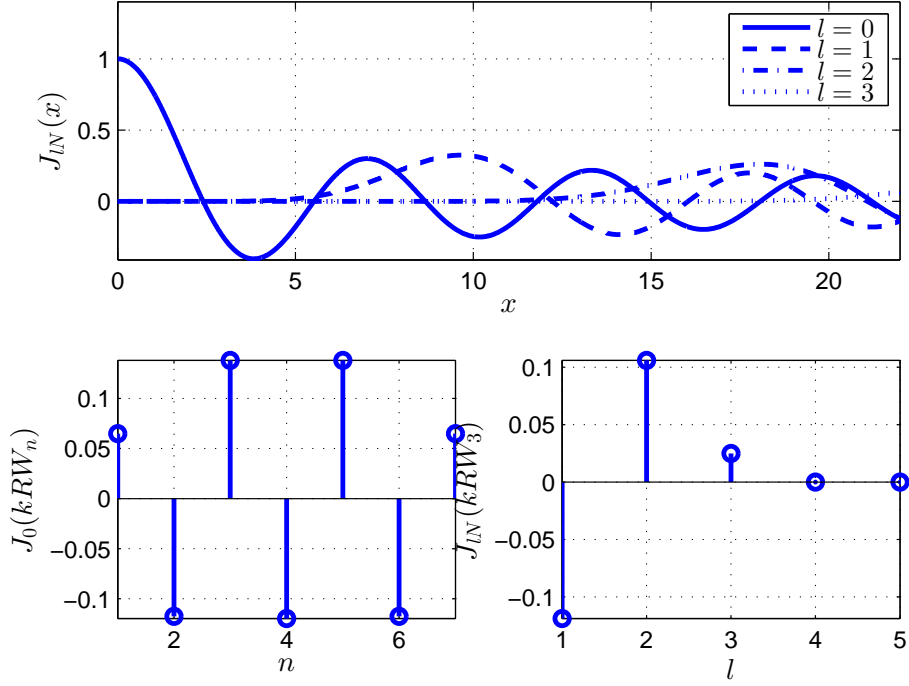 1
0.5
0
0
5
10
15
20
J_{lN}(x)
x
l = 0
l = 1
l = 2
l = 3
0.1
0.05
0
−0.05
−0.1
2
4
6
J_0(kRW_n)
n
0.1
0.05
0
−0.05
−0.1
1
2
3
4
5
J_{lN}(kRW_3)
l